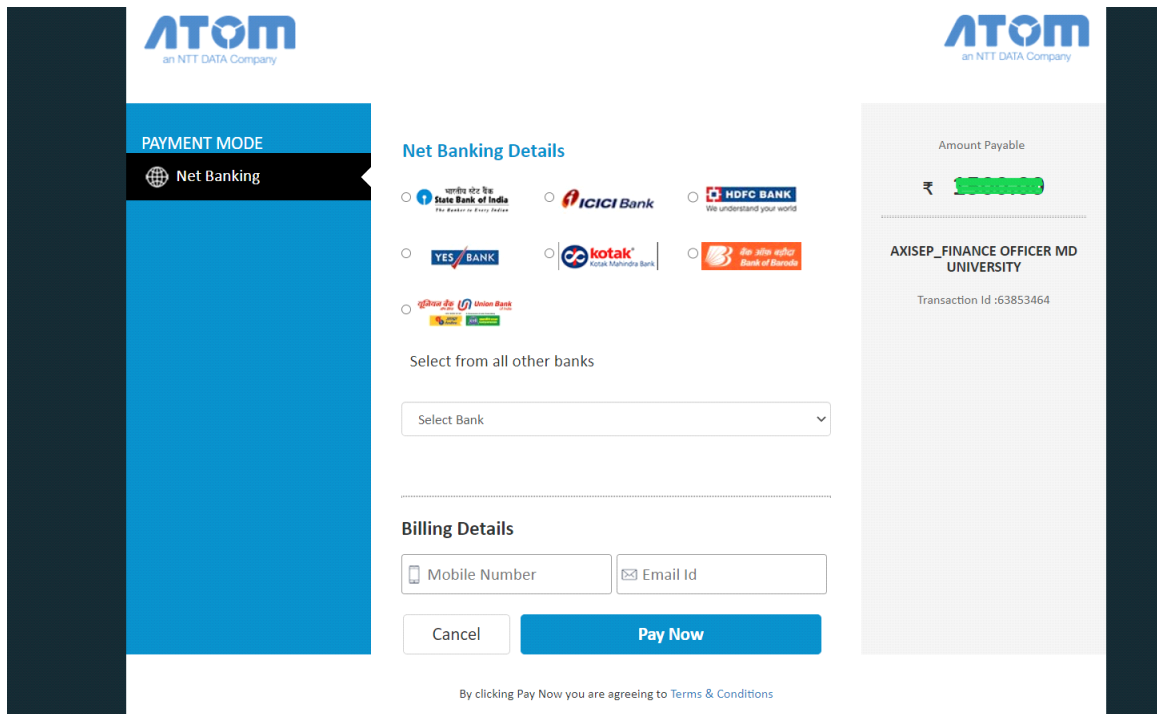 ATOM
an NTT DATA Company
ATOM
an NTT DATA Company
PAYMENT MODE
Net Banking
Net Banking Details
भारतीय स्टेट बैंक
State Bank of India
The Banker to Every Indian
ICICI Bank
HDFC BANK
We understand your world
YES BANK
kotak
Kotak Mahindra Bank
बैंक ऑफ़ बड़ौदा
Bank of Baroda
यूनियन बैंक Union Bank
Select from all other banks
Select Bank
Billing Details
Mobile Number
Email Id
Cancel
Pay Now
By clicking Pay Now you are agreeing to Terms & Conditions
Amount Payable
₹
AXISEP_FINANCE OFFICER MD
UNIVERSITY
Transaction Id :63853464